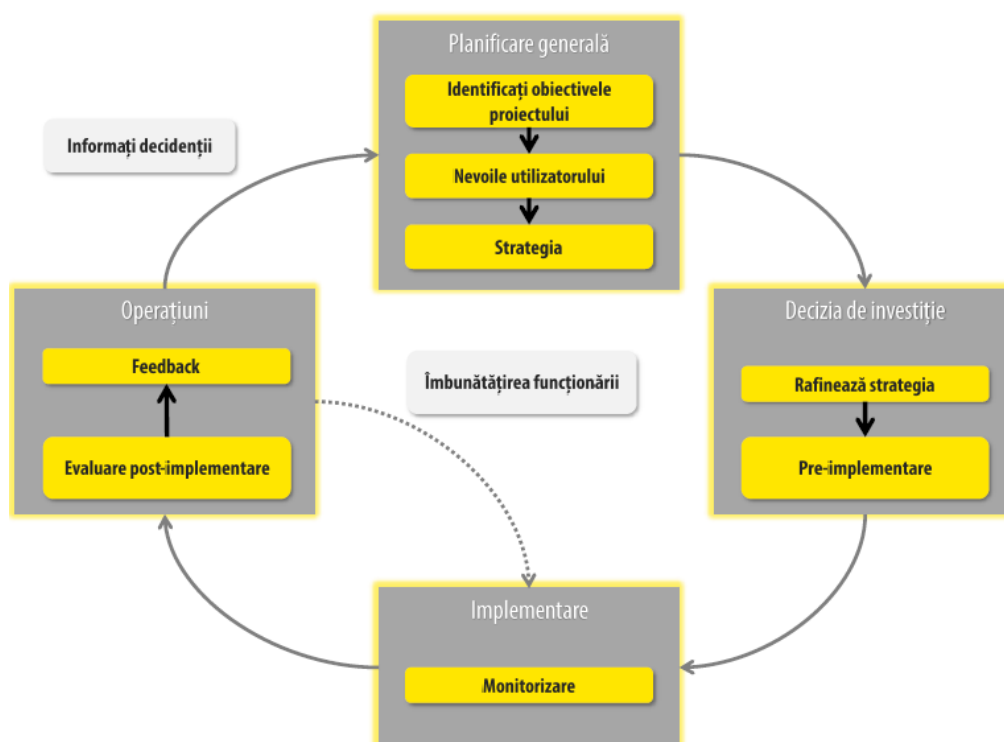 Planificare generală
Identificați obiectivele
proiectului
Nevoile utilizatorului
Strategia
Informați decidenții
Operațiuni
Feedback
Evaluare post-implementare
Îmbunătățirea funcționării
Decizia de investiție
Rafinează strategia
Pre-implementare
Implementare
Monitorizare